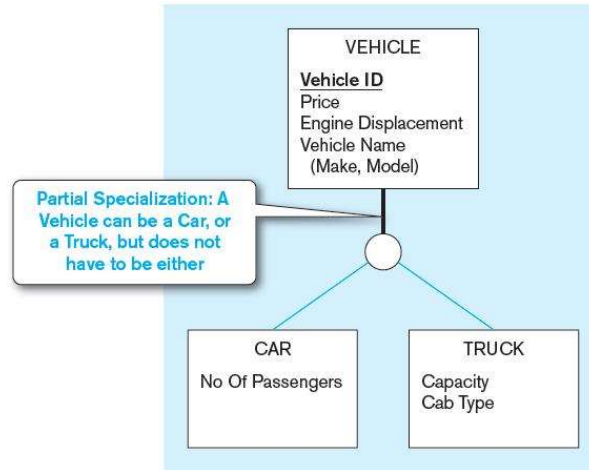 VEHICLE
Vehicle ID
Price
Engine Displacement
Vehicle Name
(Make, Model)
Partial Specialization: A
Vehicle can be a Car, or
a Truck, but does not
have to be either
CAR
No Of Passengers
TRUCK
Capacity
Cab Type